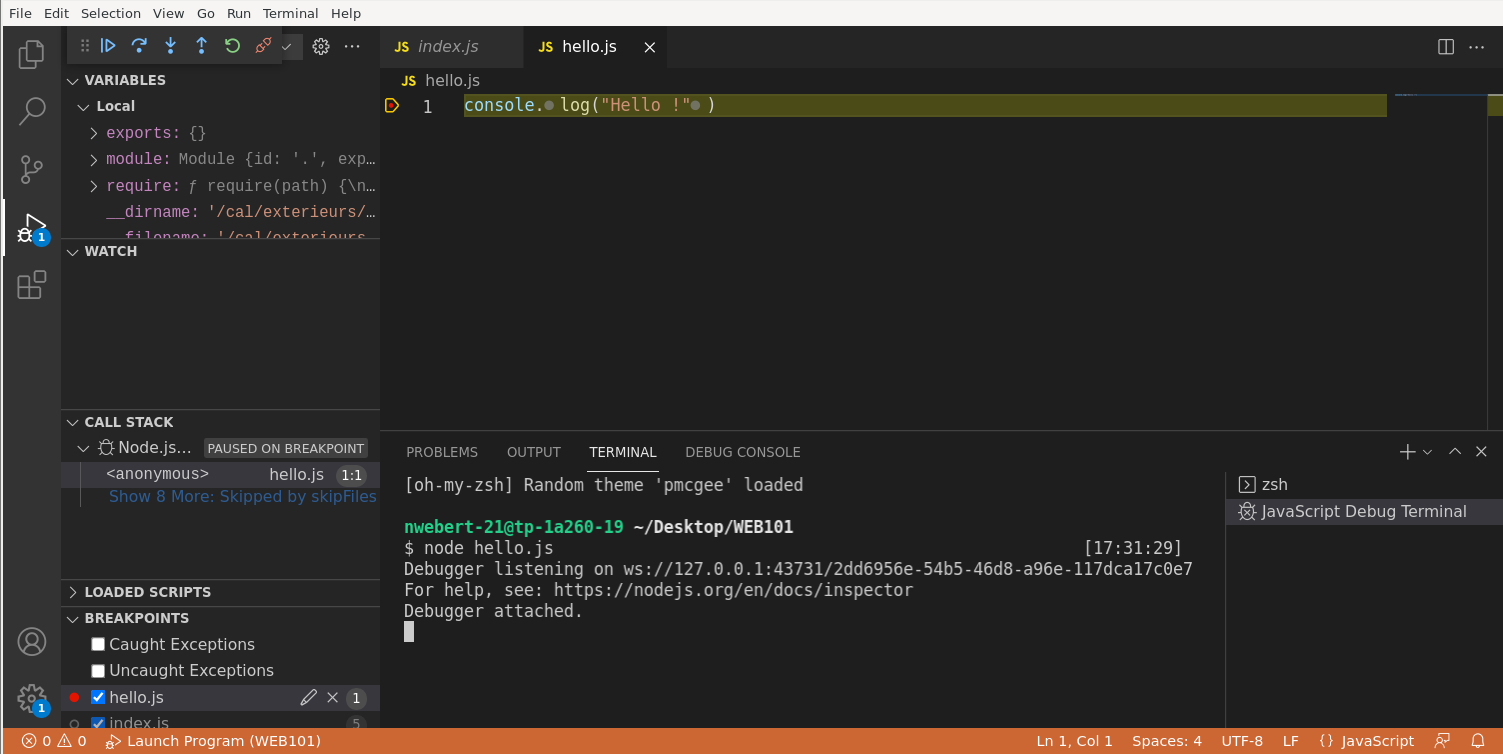 File Edit Selection View Go Run Terminal Help
JS index.js
JS hello.js
VARIABLES
Local
exports: {}
module: Module {id: '.', exp…
require: ƒ require(path) {\n…
__dirname: '/cal/exterieurs/…
__filename: '/cal/exterieurs
WATCH
CALL STACK
Node.js… PAUSED ON BREAKPOINT
<anonymous> hello.js 1:1
Show 8 More: Skipped by skipFiles
LOADED SCRIPTS
BREAKPOINTS
Caught Exceptions
Uncaught Exceptions
hello.js 1
index.js 5
1
1
JS hello.js
1 console.log("Hello !")
PROBLEMS OUTPUT TERMINAL DEBUG CONSOLE
[oh-my-zsh] Random theme 'pmcgee' loaded
nwebert-21@tp-1a260-19 ~/Desktop/WEB101
$ node hello.js [17:31:29]
Debugger listening on ws://127.0.0.1:43731/2dd6956e-54b5-46d8-a96e-117dca17c0e7
For help, see: https://nodejs.org/en/docs/inspector
Debugger attached.
zsh
JavaScript Debug Terminal
0 0 Launch Program (WEB101) Ln 1, Col 1 Spaces: 4 UTF-8 LF {} JavaScript